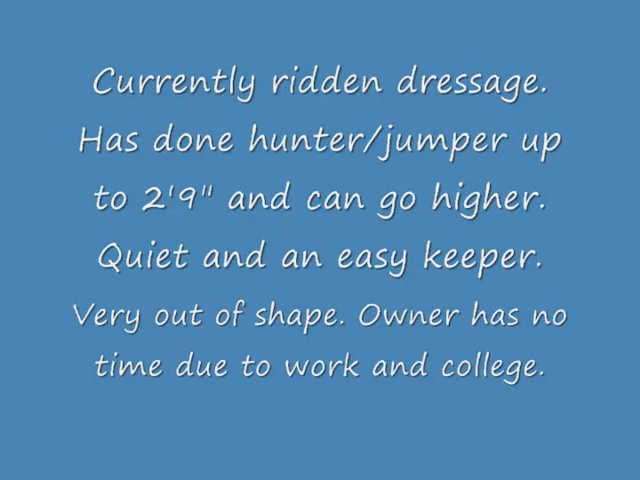 Currently ridden dressage.
Has done hunter/jumper up
to 2'9" and can go higher.
Quiet and an easy keeper.
Very out of shape. Owner has no
time due to work and college.